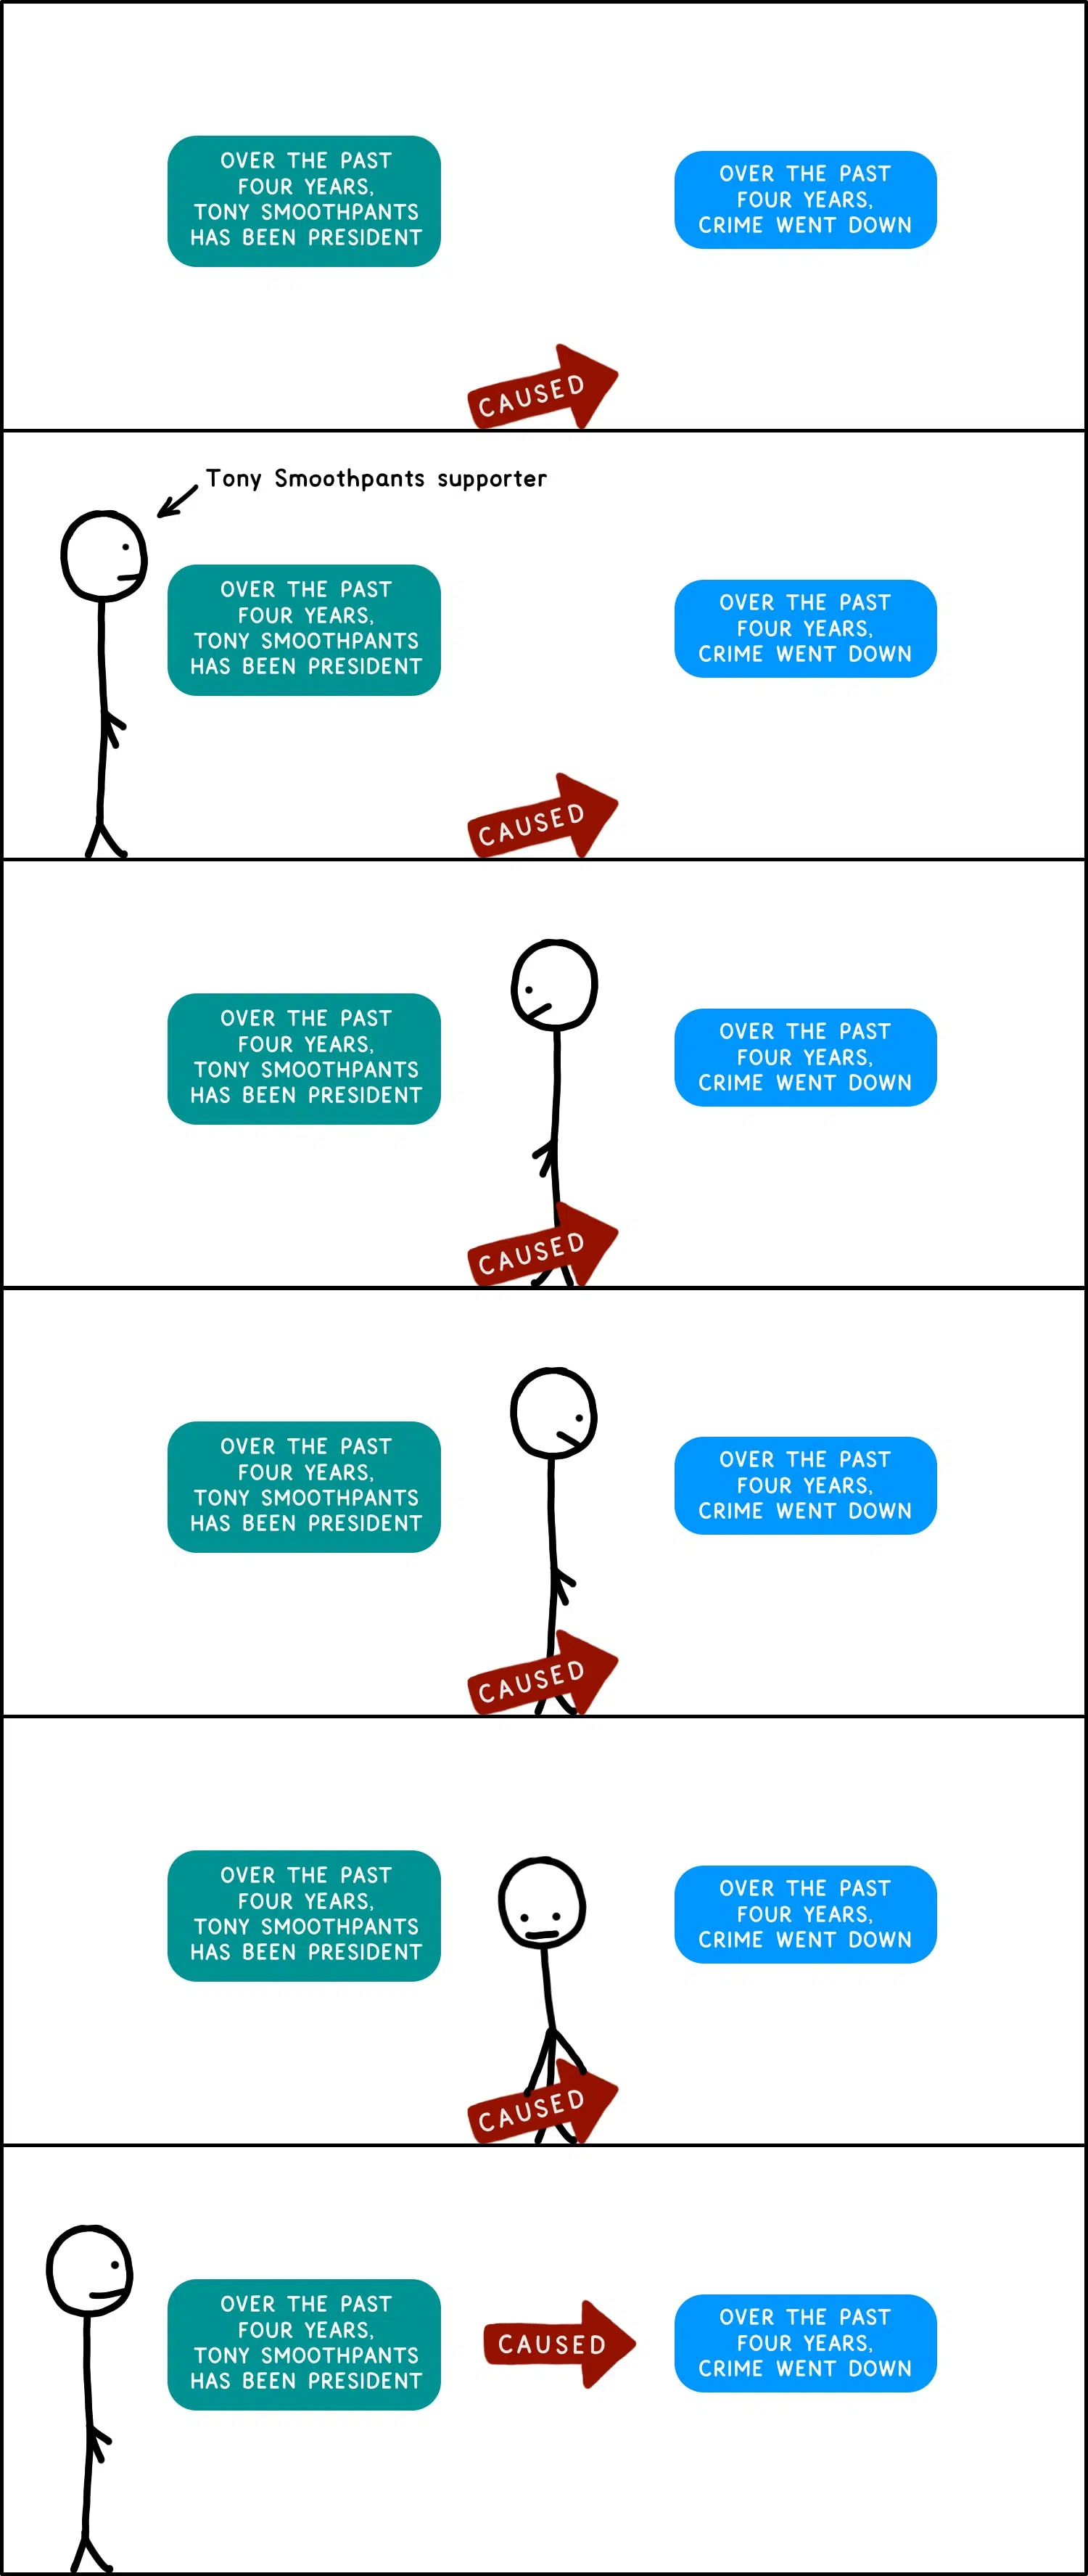 OVER THE PAST
FOUR YEARS,
TONY SMOOTHPANTS
HAS BEEN PRESIDENT
OVER THE PAST
FOUR YEARS,
CRIME WENT DOWN
CAUSED
Tony Smoothpants supporter
OVER THE PAST
FOUR YEARS,
TONY SMOOTHPANTS
HAS BEEN PRESIDENT
OVER THE PAST
FOUR YEARS,
CRIME WENT DOWN
CAUSED
OVER THE PAST
FOUR YEARS,
TONY SMOOTHPANTS
HAS BEEN PRESIDENT
OVER THE PAST
FOUR YEARS,
CRIME WENT DOWN
CAUSED
OVER THE PAST
FOUR YEARS,
TONY SMOOTHPANTS
HAS BEEN PRESIDENT
OVER THE PAST
FOUR YEARS,
CRIME WENT DOWN
CAUSED
OVER THE PAST
FOUR YEARS,
TONY SMOOTHPANTS
HAS BEEN PRESIDENT
OVER THE PAST
FOUR YEARS,
CRIME WENT DOWN
CAUSED
OVER THE PAST
FOUR YEARS,
TONY SMOOTHPANTS
HAS BEEN PRESIDENT
CAUSED
OVER THE PAST
FOUR YEARS,
CRIME WENT DOWN